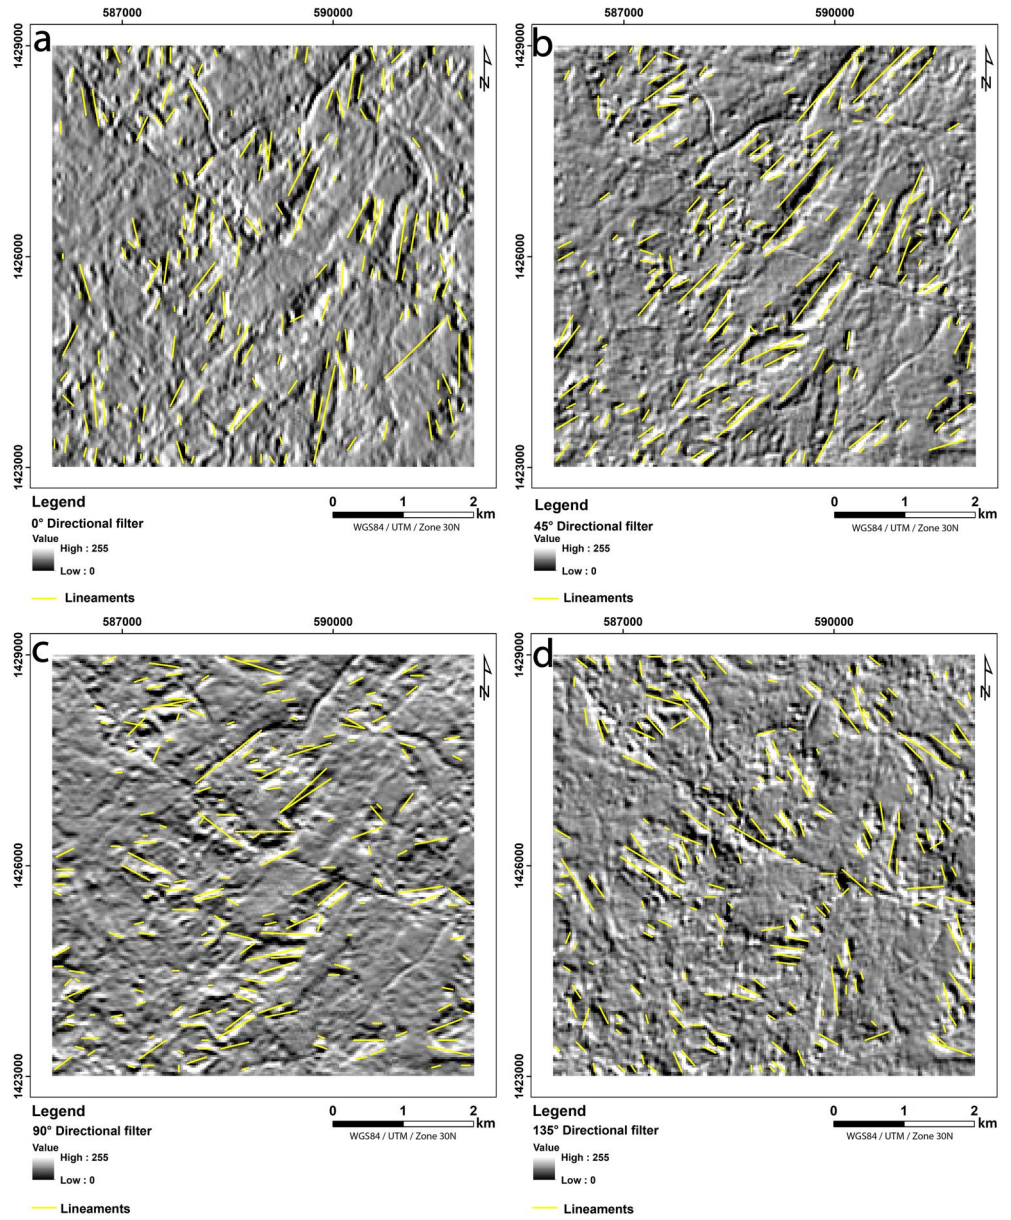 587000 590000
a
1429000
N
1426000
1423000
Legend
0° Directional filter
Value
High : 255
Low : 0
Lineaments
0 1 2
km
WGS84 / UTM / Zone 30N
587000 590000
b
1429000
N
1426000
1423000
Legend
45° Directional filter
Value
High : 255
Low : 0
Lineaments
0 1 2
km
WGS84 / UTM / Zone 30N
587000 590000
c
1429000
N
1426000
1423000
Legend
90° Directional filter
Value
High : 255
Low : 0
Lineaments
0 1 2
km
WGS84 / UTM / Zone 30N
587000 590000
d
1429000
N
1426000
1423000
Legend
135° Directional filter
Value
High : 255
Low : 0
Lineaments
0 1 2
km
WGS84 / UTM / Zone 30N